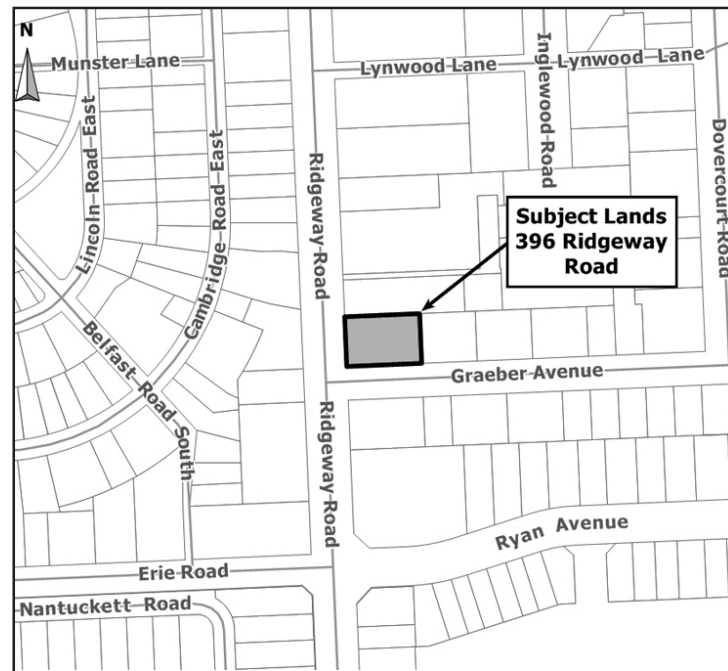 N
Munster Lane
Lynwood Lane
Inglewood Road
Lynwood Lane
Lincoln Road East
Cambridge Road East
Ridgeway Road
Dovercourt Road
Subject Lands
396 Ridgeway
Road
Belfast Road South
Graeber Avenue
Ridgeway Road
Ryan Avenue
Erie Road
Nantuckett Road